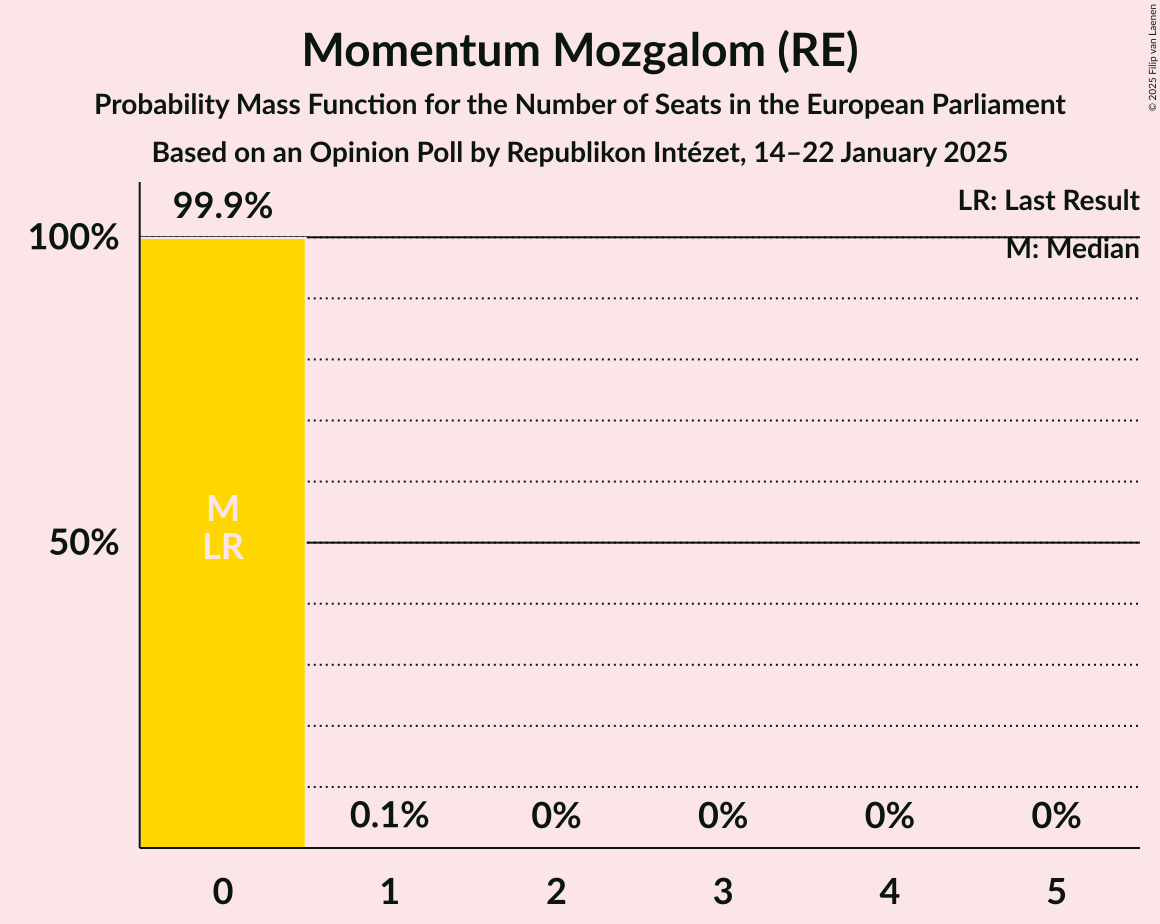 Momentum Mozgalom (RE)
Probability Mass Function for the Number of Seats in the European Parliament
Based on an Opinion Poll by Republikon Intézet, 14–22 January 2025
© 2025 Filip van Laenen
LR: Last Result
M: Median
99.9%
100%
50%
M
LR
0.1%
0%
0%
0%
0%
0
1
2
3
4
5